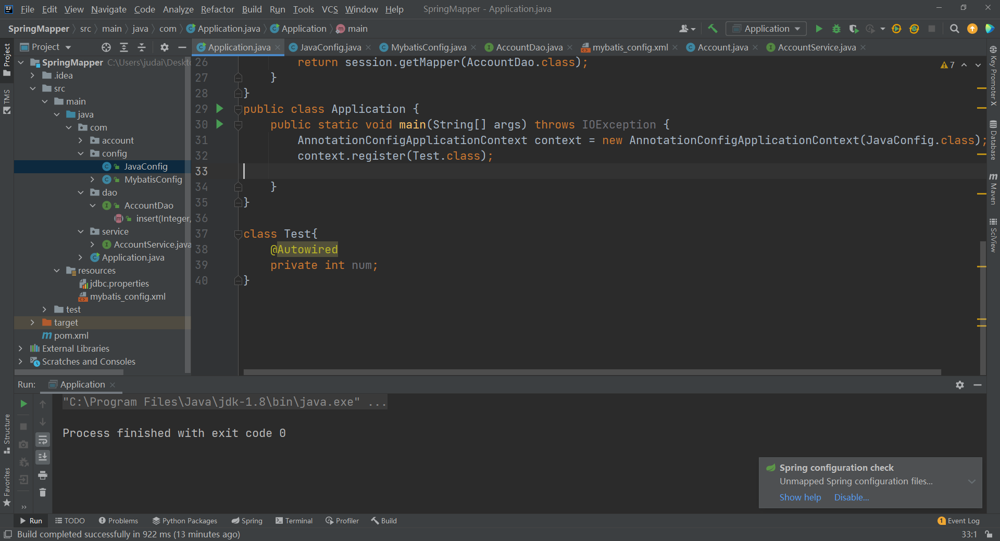 File Edit View Navigate Code Analyze Refactor Build Run Tools VCS Window Help SpringMapper - Application.java
SpringMapper src main java com Application.java Application main Application
Project Application.java JavaConfig.java MybatisConfig.java AccountDao.java mybatis_config.xml Account.java AccountService.java
SpringMapper C:\Users\judai\Deskto
.idea
src
main
java
com
account
config
JavaConfig
MybatisConfig
dao
AccountDao
insert(Integer,
service
AccountService.java
Application.java
resources
jdbc.properties
mybatis_config.xml
test
target
pom.xml
External Libraries
Scratches and Consoles
7
26 return session.getMapper(AccountDao.class);
27 }
28 }
29 public class Application {
30 public static void main(String[] args) throws IOException {
31 AnnotationConfigApplicationContext context = new AnnotationConfigApplicationContext(JavaConfig.class);
32 context.register(Test.class);
33
34 }
35 }
36
37 class Test{
38 @Autowired
39 private int num;
40 }
Project
TMS
Structure
Favorites
Key Promoter X
Database
Maven
SciView
Run: Application
"C:\Program Files\Java\jdk-1.8\bin\java.exe" ...
Process finished with exit code 0
Spring configuration check
Unmapped Spring configuration files...
Show help Disable...
Run TODO Problems Python Packages Spring Terminal Profiler Build 1 Event Log
Build completed successfully in 922 ms (13 minutes ago) 33:1